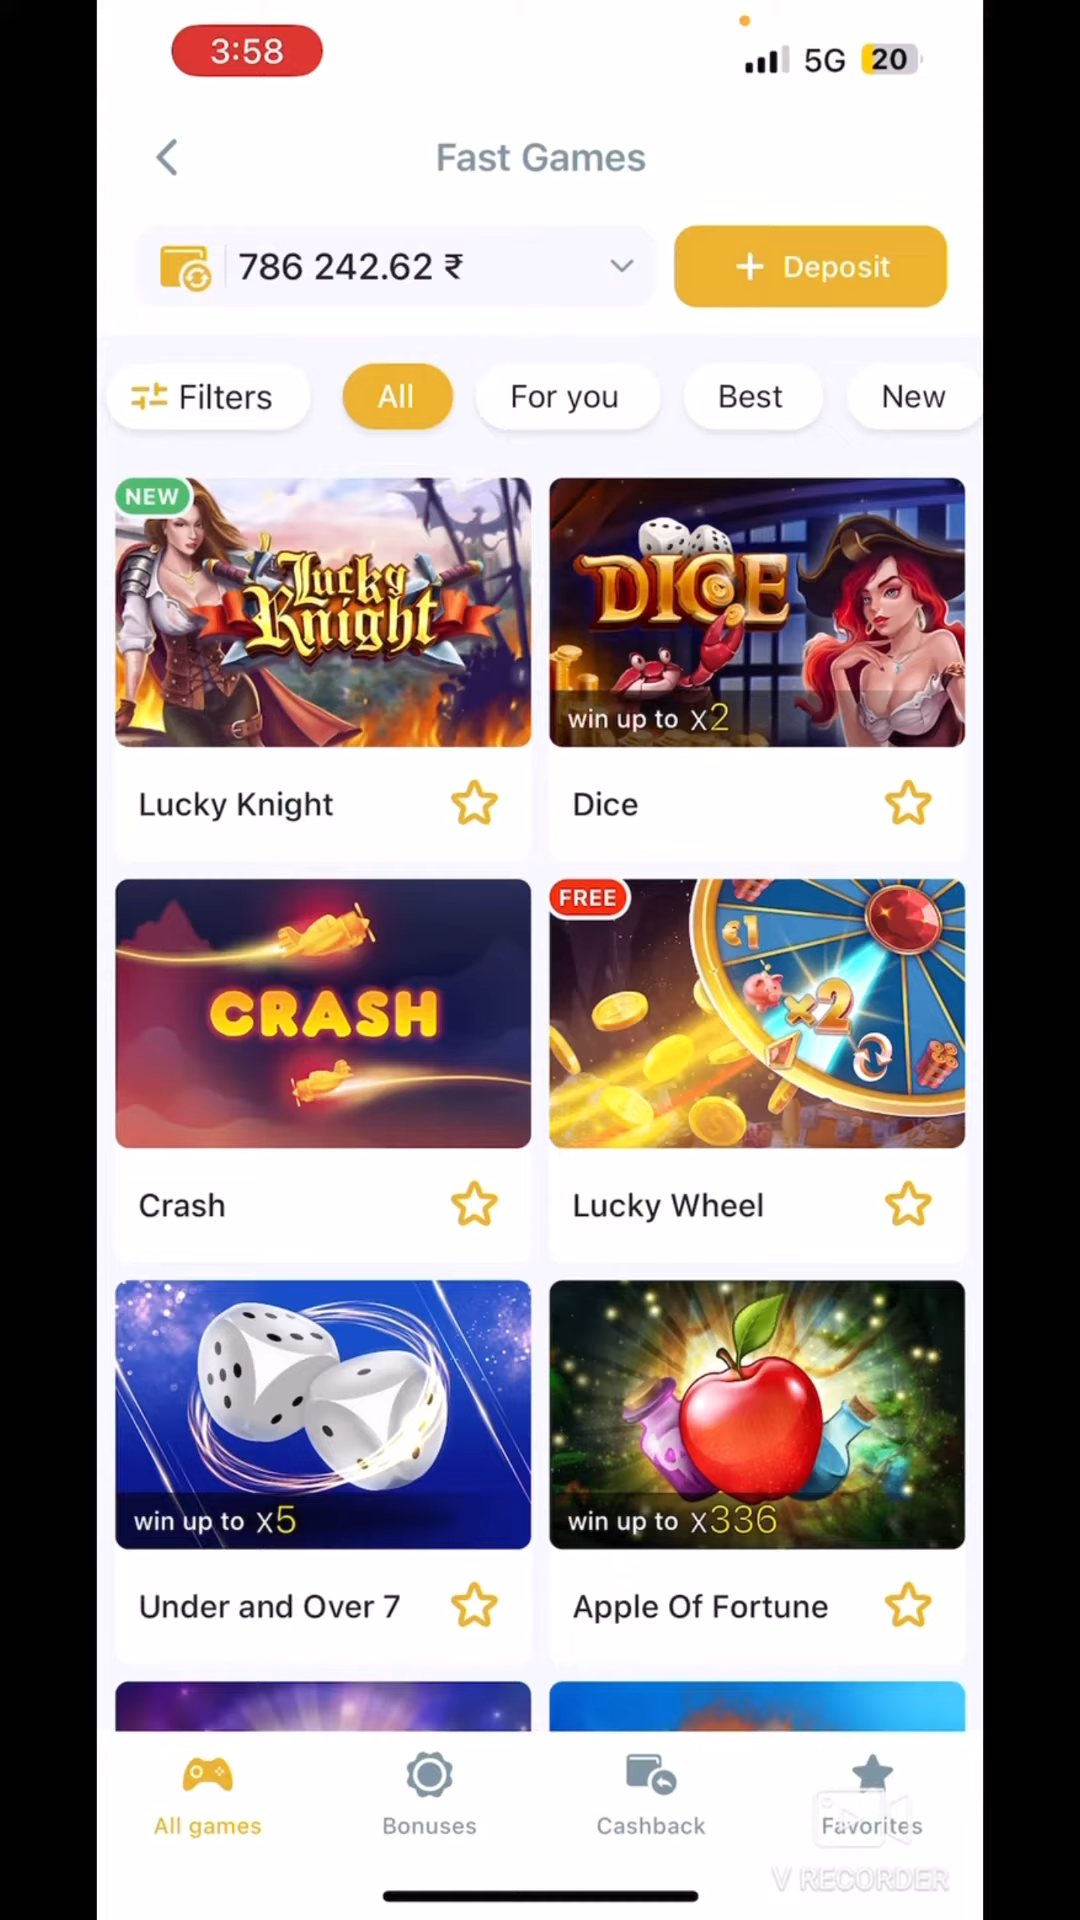 3:58
5G 20
Fast Games
786 242.62 ₹
+ Deposit
Filters
All
For you
Best
New
NEW
Lucky Knight
DICE
win up to X2
Lucky Knight
Dice
CRASH
FREE
€1
x2
Crash
Lucky Wheel
win up to X5
win up to X336
Under and Over 7
Apple Of Fortune
All games
Bonuses
Cashback
Favorites
V RECORDER